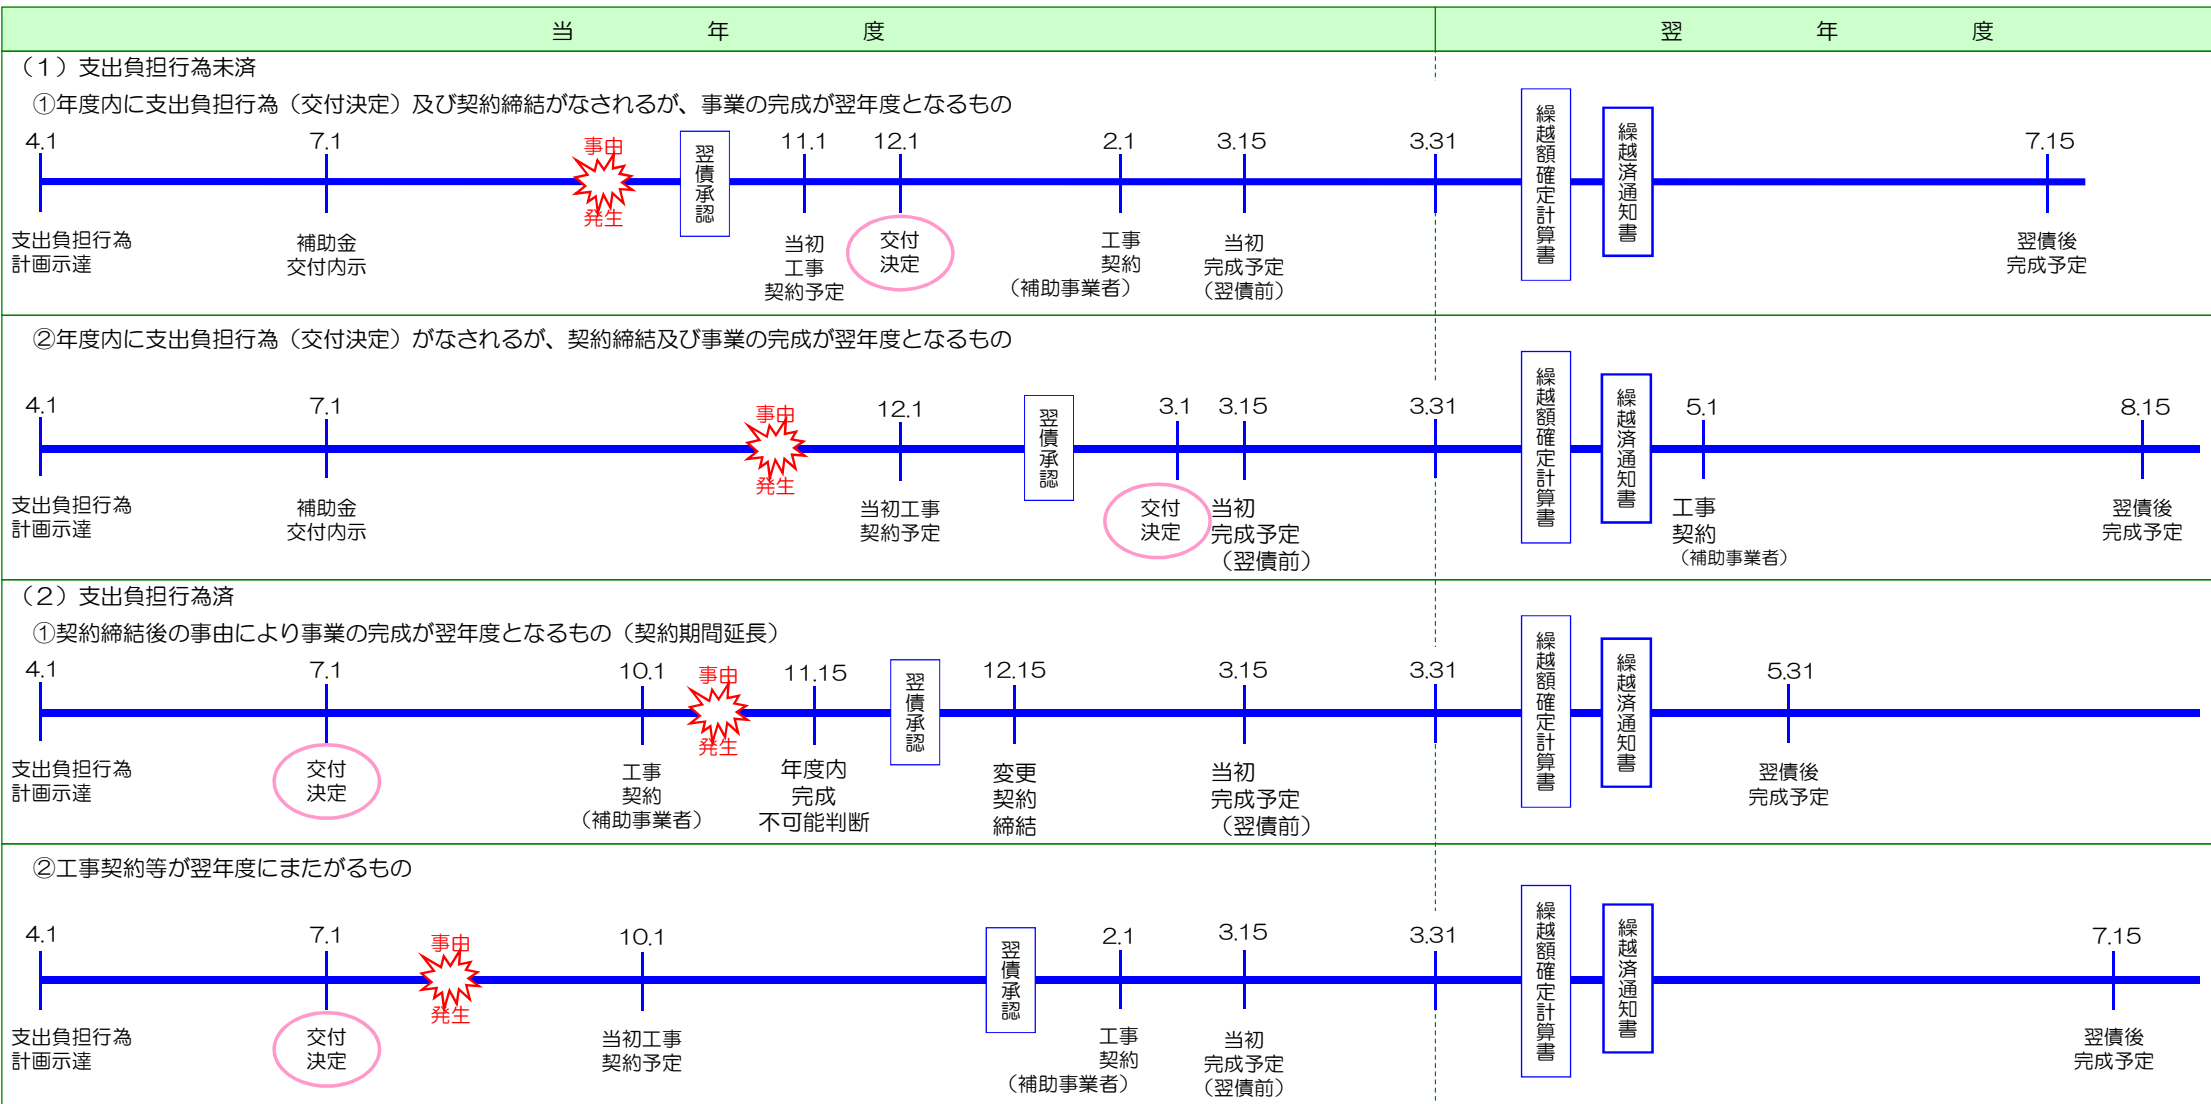 当年度
翌年度
（１）支出負担行為未済
①年度内に支出負担行為（交付決定）及び契約締結がなされるが、事業の完成が翌年度となるもの
4.1
支出負担行為
計画示達
7.1
補助金
交付内示
事由
発生
翌債承認
11.1
当初
工事
契約予定
12.1
交付
決定
2.1
工事
契約
（補助事業者）
3.15
当初
完成予定
（翌債前）
3.31
繰越額確定計算書
繰越済通知書
7.15
翌債後
完成予定
②年度内に支出負担行為（交付決定）がなされるが、契約締結及び事業の完成が翌年度となるもの
4.1
支出負担行為
計画示達
7.1
補助金
交付内示
事由
発生
12.1
当初工事
契約予定
翌債承認
3.1
交付
決定
3.15
当初
完成予定
（翌債前）
3.31
繰越額確定計算書
繰越済通知書
5.1
工事
契約
（補助事業者）
8.15
翌債後
完成予定
（２）支出負担行為済
①契約締結後の事由により事業の完成が翌年度となるもの（契約期間延長）
4.1
支出負担行為
計画示達
7.1
交付
決定
10.1
工事
契約
（補助事業者）
事由
発生
11.15
年度内
完成
不可能判断
翌債承認
12.15
変更
契約
締結
3.15
当初
完成予定
（翌債前）
3.31
繰越額確定計算書
繰越済通知書
5.31
翌債後
完成予定
②工事契約等が翌年度にまたがるもの
4.1
支出負担行為
計画示達
7.1
交付
決定
事由
発生
10.1
当初工事
契約予定
翌債承認
2.1
工事
契約
（補助事業者）
3.15
当初
完成予定
（翌債前）
3.31
繰越額確定計算書
繰越済通知書
7.15
翌債後
完成予定